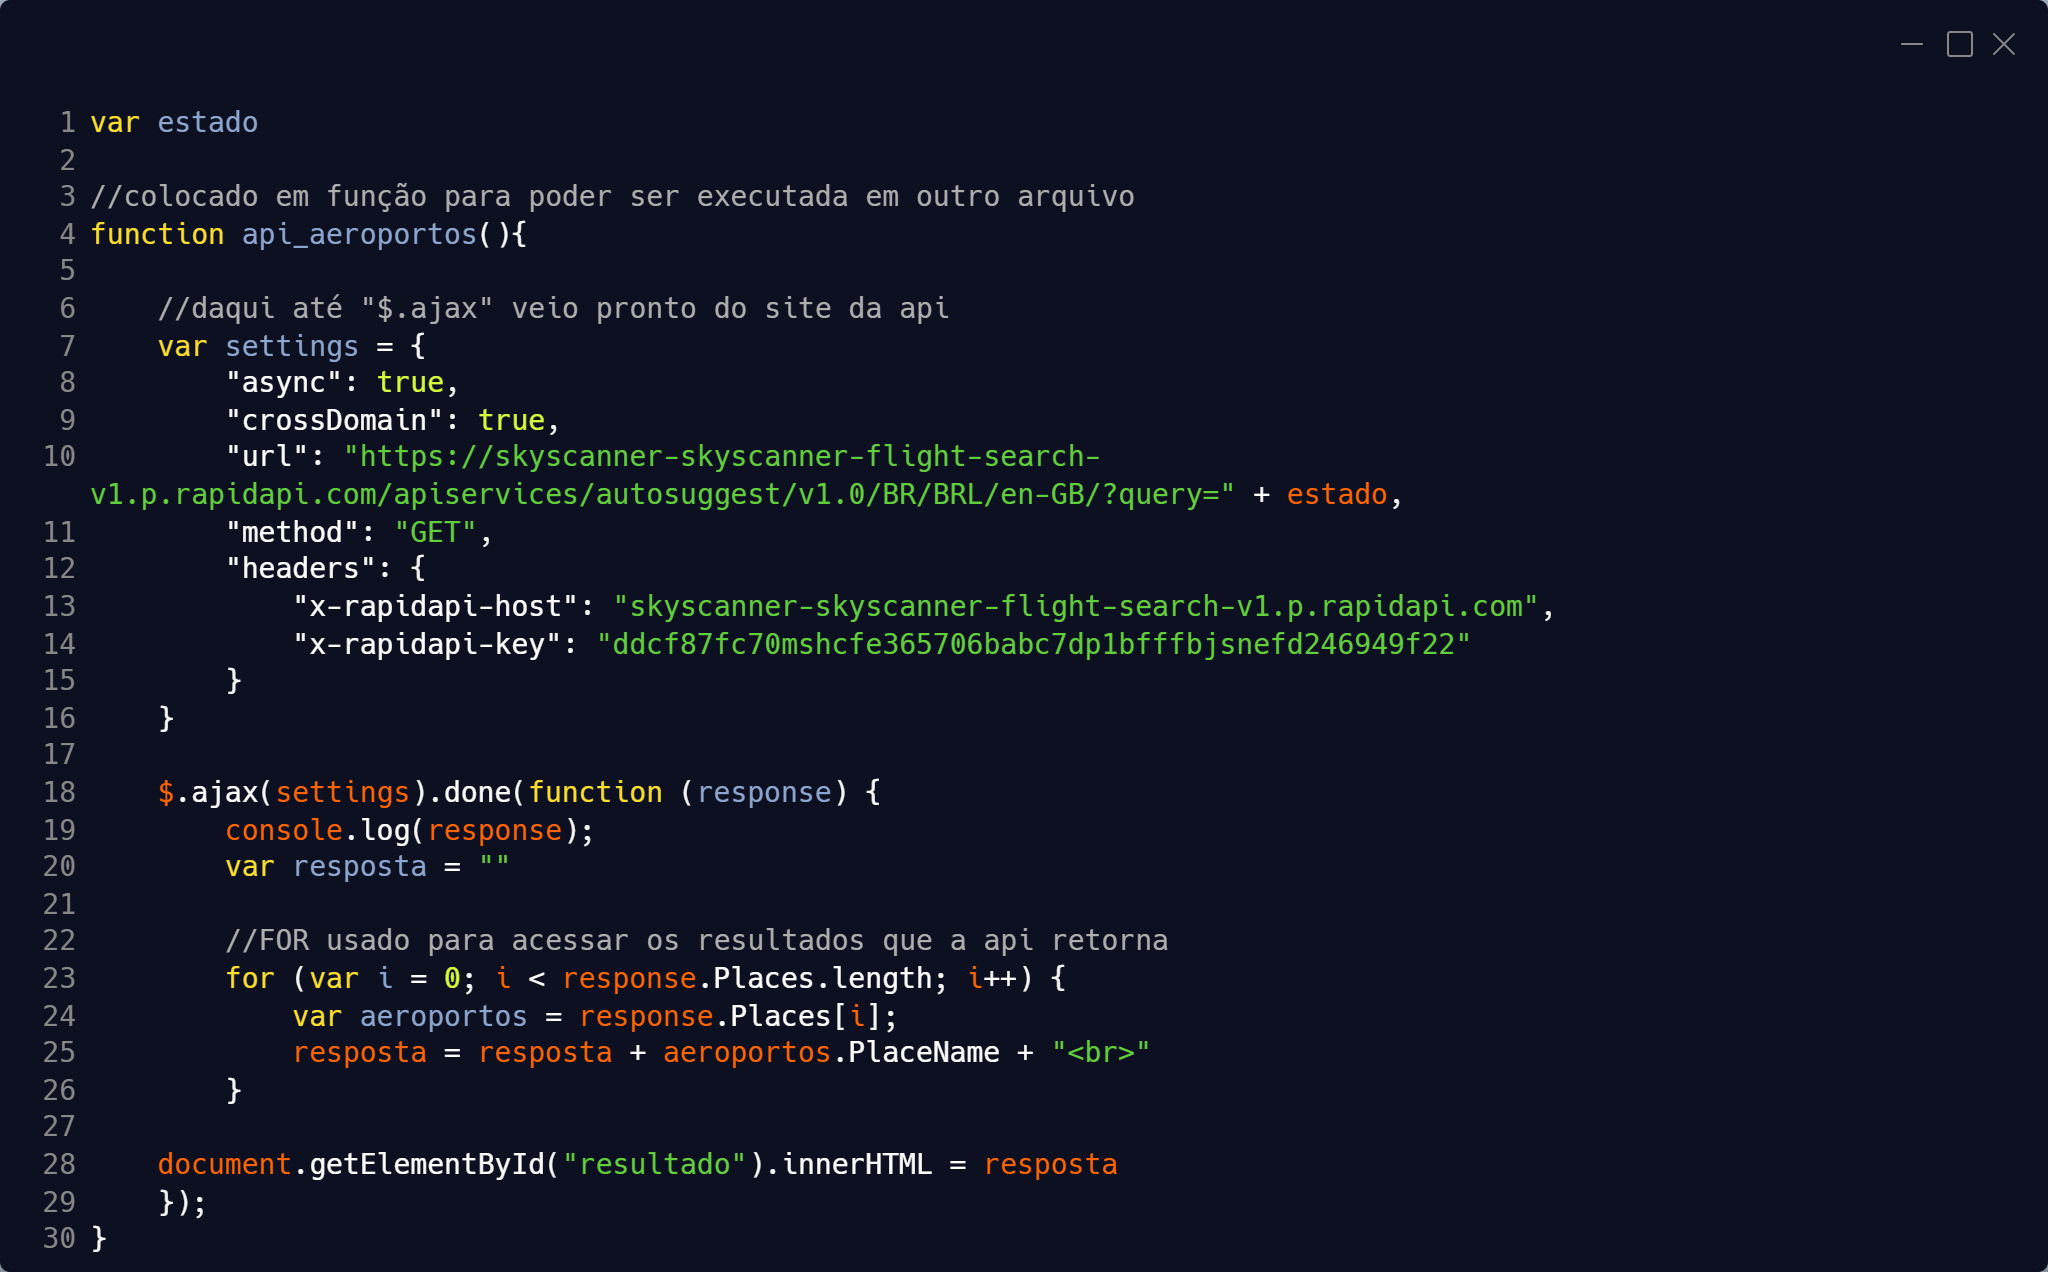 1 var estado
2
3 //colocado em função para poder ser executada em outro arquivo
4 function api_aeroportos(){
5
6     //daqui até "$.ajax" veio pronto do site da api
7     var settings = {
8         "async": true,
9         "crossDomain": true,
10         "url": "https://skyscanner-skyscanner-flight-search-
v1.p.rapidapi.com/apiservices/autosuggest/v1.0/BR/BRL/en-GB/?query=" + estado,
11         "method": "GET",
12         "headers": {
13             "x-rapidapi-host": "skyscanner-skyscanner-flight-search-v1.p.rapidapi.com",
14             "x-rapidapi-key": "ddcf87fc70mshcfe365706babc7dp1bfffbjsnefd246949f22"
15         }
16     }
17
18     $.ajax(settings).done(function (response) {
19         console.log(response);
20         var resposta = ""
21
22         //FOR usado para acessar os resultados que a api retorna
23         for (var i = 0; i < response.Places.length; i++) {
24             var aeroportos = response.Places[i];
25             resposta = resposta + aeroportos.PlaceName + "<br>"
26         }
27
28     document.getElementById("resultado").innerHTML = resposta
29     });
30 }